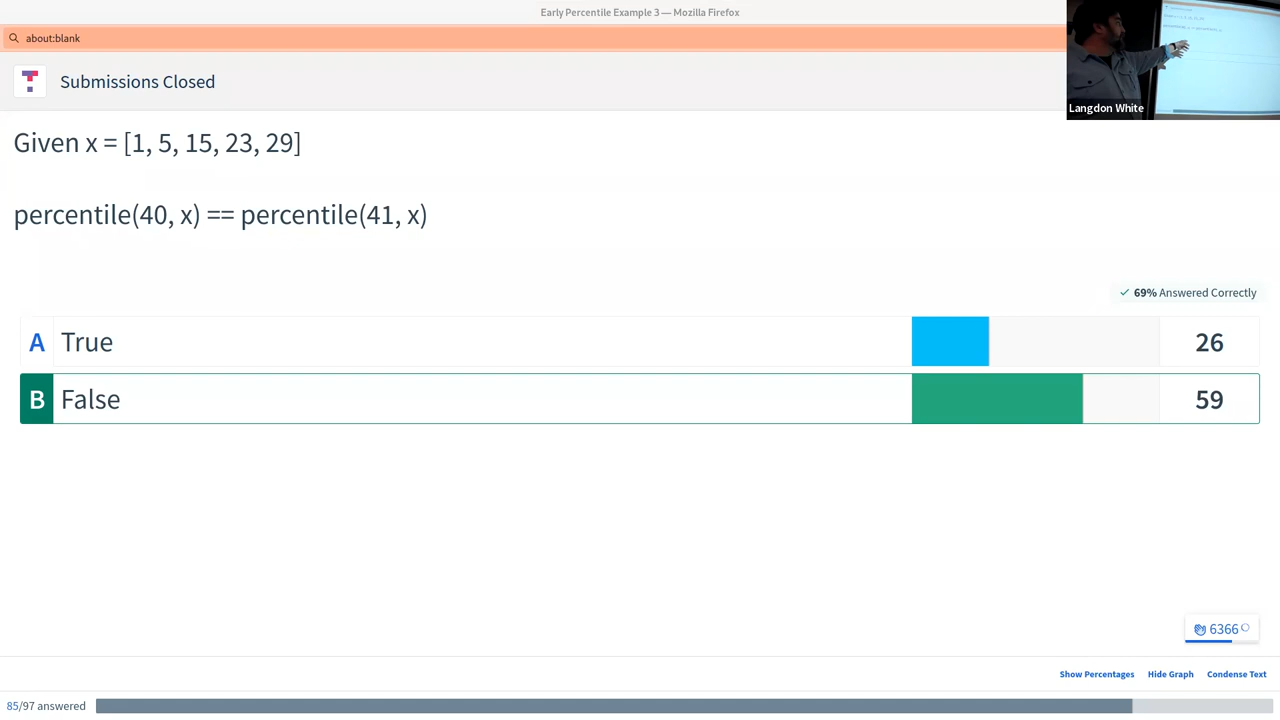 Early Percentile Example 3 — Mozilla Firefox
about:blank
Submissions Closed
Langdon White
Given x = [1, 5, 15, 23, 29]
percentile(40, x) == percentile(41, x)
69% Answered Correctly
A True 26
B False 59
6366
Show Percentages Hide Graph Condense Text
85/97 answered